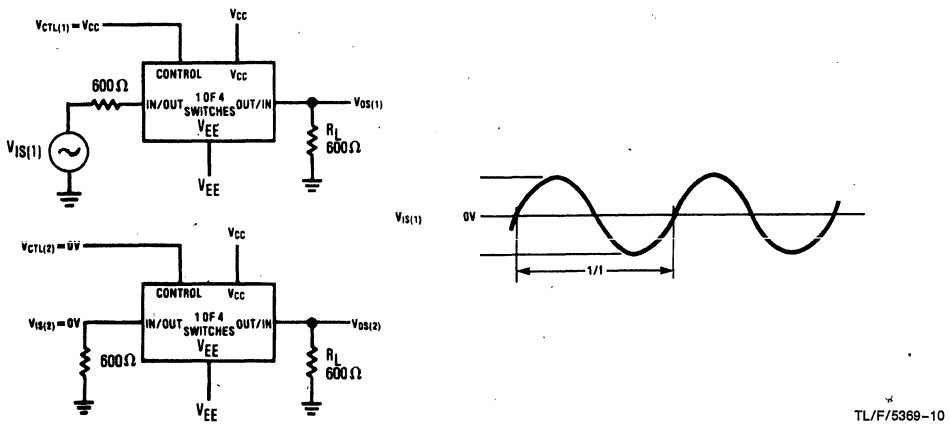 VCTL(1)=VCC
VCC
600Ω
CONTROL
VCC
IN/OUT
1 OF 4
SWITCHES
OUT/IN
VEE
VOS(1)
RL
600Ω
VIS(1)
VEE
VIS(1)
0V
1/f
VCTL(2)=0V
VCC
CONTROL
VCC
VIS(2)=0V
IN/OUT
1 OF 4
SWITCHES
OUT/IN
VEE
VOS(2)
600Ω
RL
600Ω
VEE
TL/F/5369-10